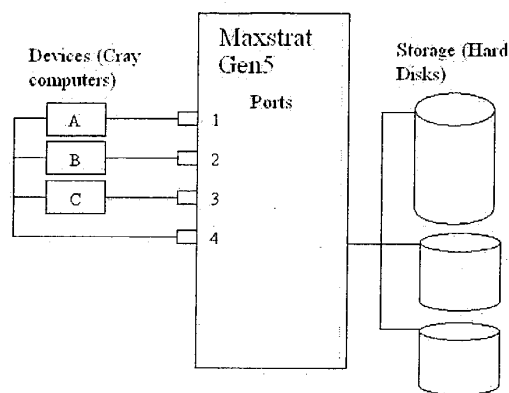 Devices (Cray
computers)
A
B
C
Maxstrat
Gen5
Ports
1
2
3
4
Storage (Hard
Disks)